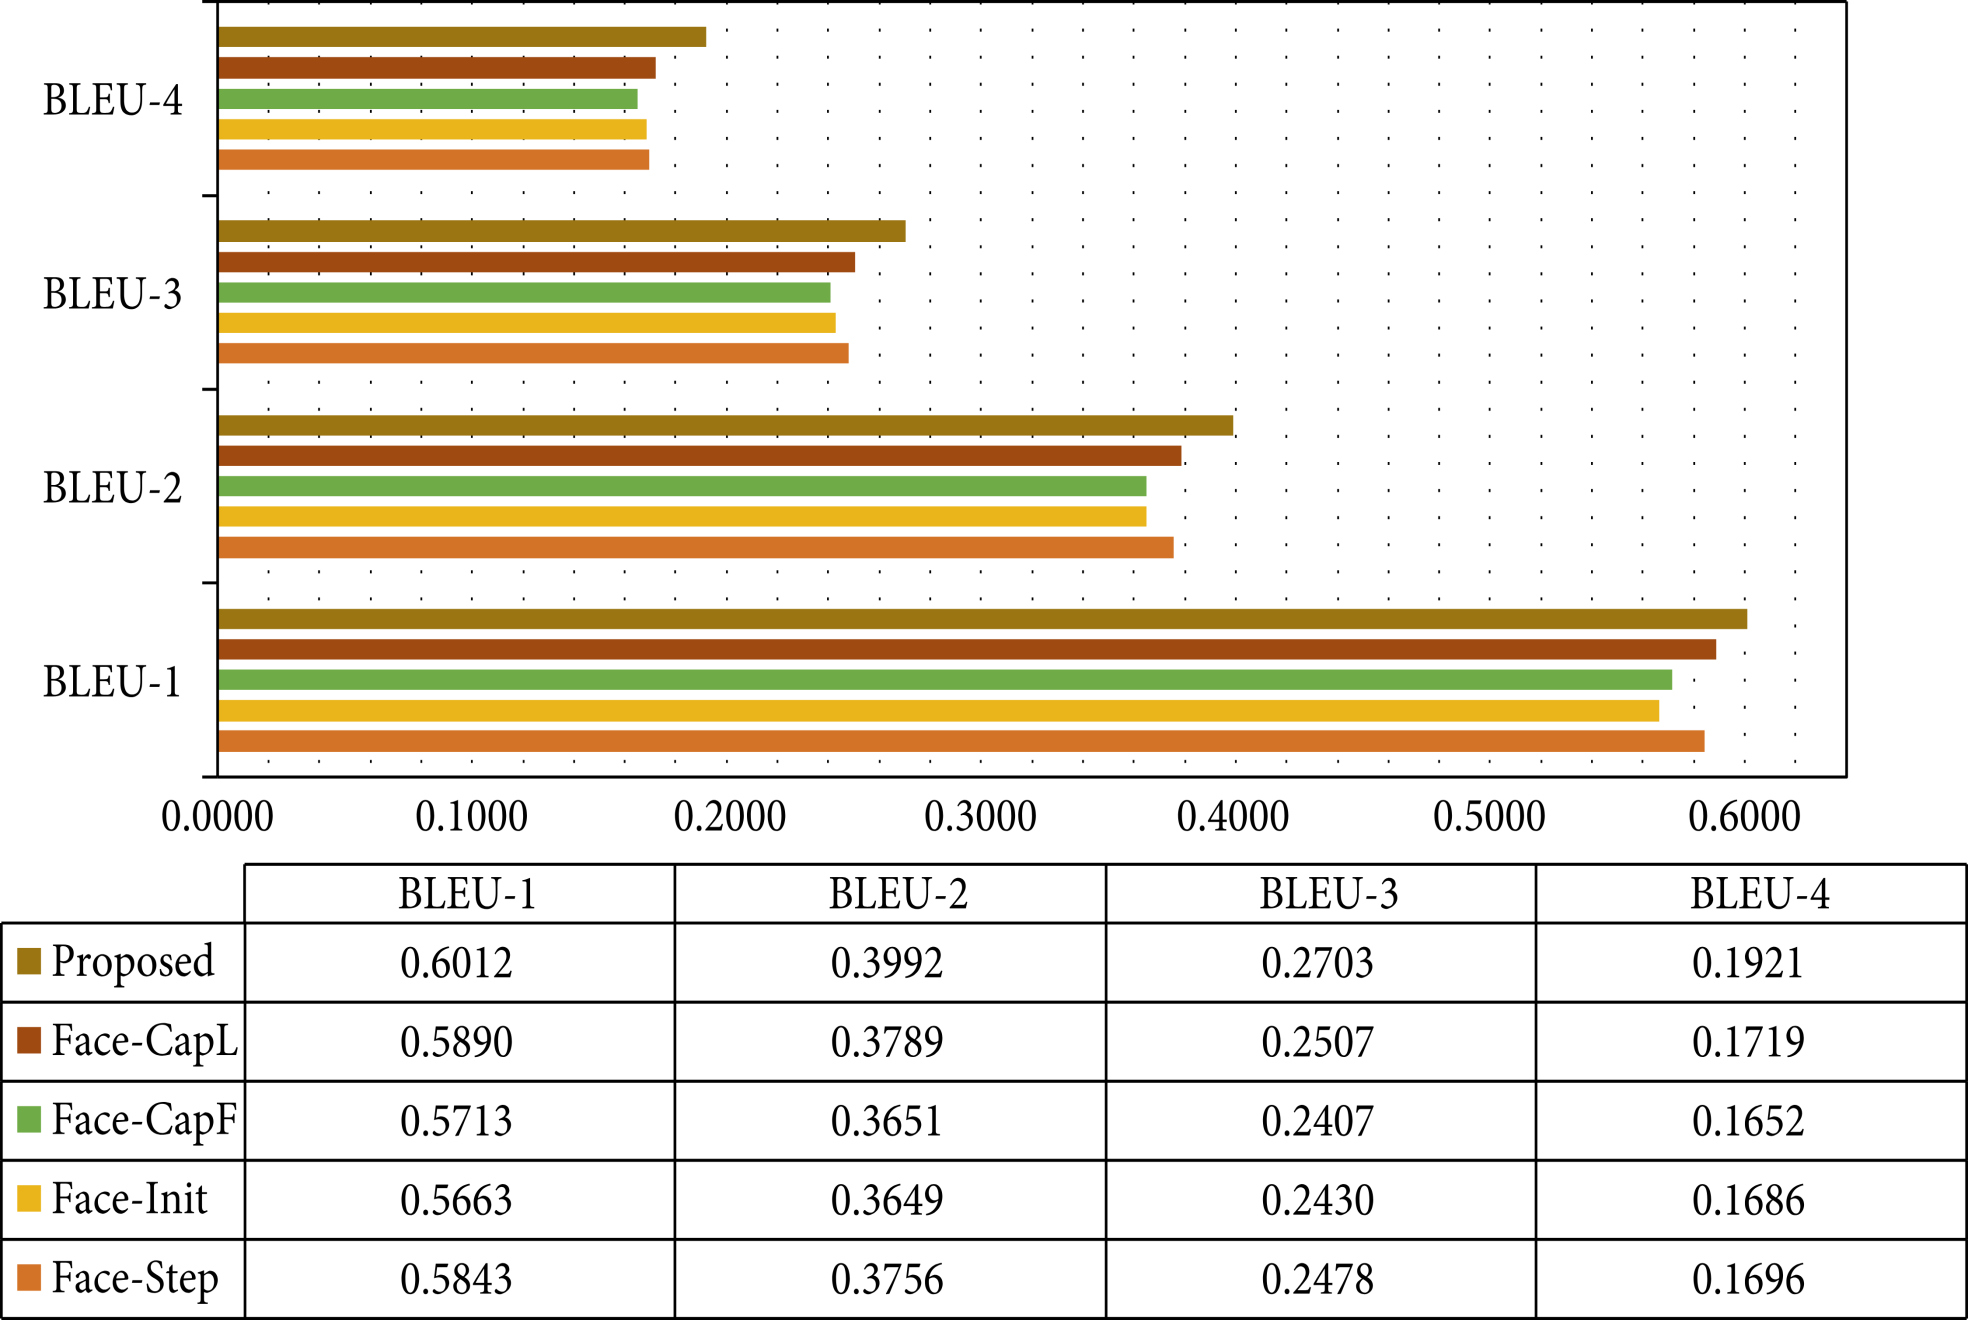 BLEU-4
BLEU-3
BLEU-2
BLEU-1
0.0000 0.1000 0.2000 0.3000 0.4000 0.5000 0.6000
BLEU-1 BLEU-2 BLEU-3 BLEU-4
Proposed 0.6012 0.3992 0.2703 0.1921
Face-CapL 0.5890 0.3789 0.2507 0.1719
Face-CapF 0.5713 0.3651 0.2407 0.1652
Face-Init 0.5663 0.3649 0.2430 0.1686
Face-Step 0.5843 0.3756 0.2478 0.1696